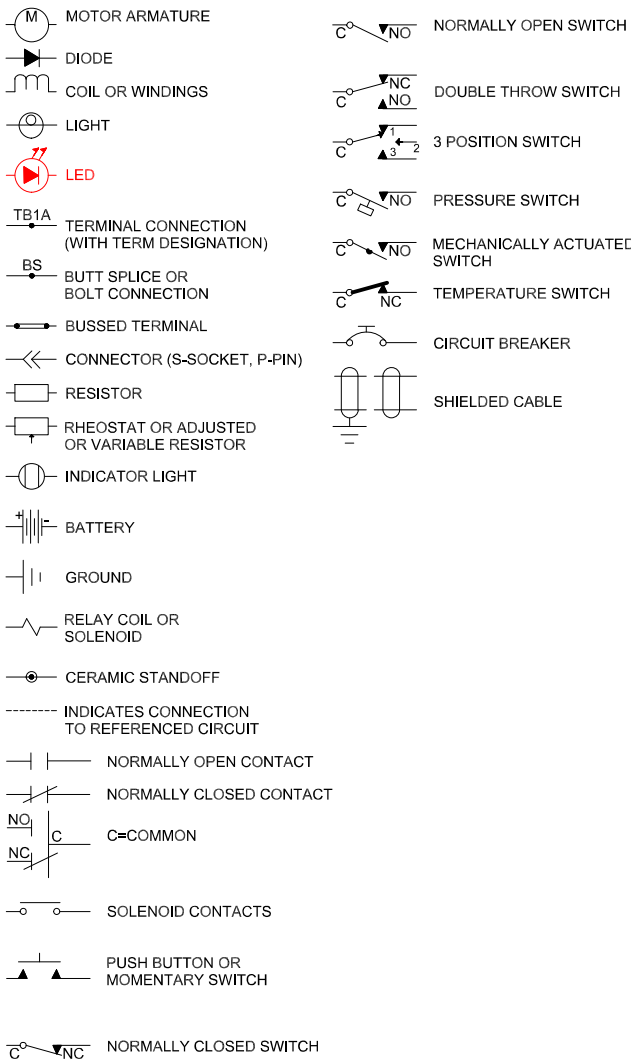 M MOTOR ARMATURE
DIODE
COIL OR WINDINGS
LIGHT
LED
TB1A TERMINAL CONNECTION
(WITH TERM DESIGNATION)
BS BUTT SPLICE OR
BOLT CONNECTION
BUSSED TERMINAL
CONNECTOR (S-SOCKET, P-PIN)
RESISTOR
RHEOSTAT OR ADJUSTED
OR VARIABLE RESISTOR
INDICATOR LIGHT
+ - BATTERY
GROUND
RELAY COIL OR
SOLENOID
CERAMIC STANDOFF
INDICATES CONNECTION
TO REFERENCED CIRCUIT
NORMALLY OPEN CONTACT
NORMALLY CLOSED CONTACT
NO
C C=COMMON
NC
SOLENOID CONTACTS
PUSH BUTTON OR
MOMENTARY SWITCH
C NC NORMALLY CLOSED SWITCH
C NO NORMALLY OPEN SWITCH
NC
C NO DOUBLE THROW SWITCH
1
C 3 2 3 POSITION SWITCH
C NO PRESSURE SWITCH
C NO MECHANICALLY ACTUATED
SWITCH
C NC TEMPERATURE SWITCH
CIRCUIT BREAKER
SHIELDED CABLE